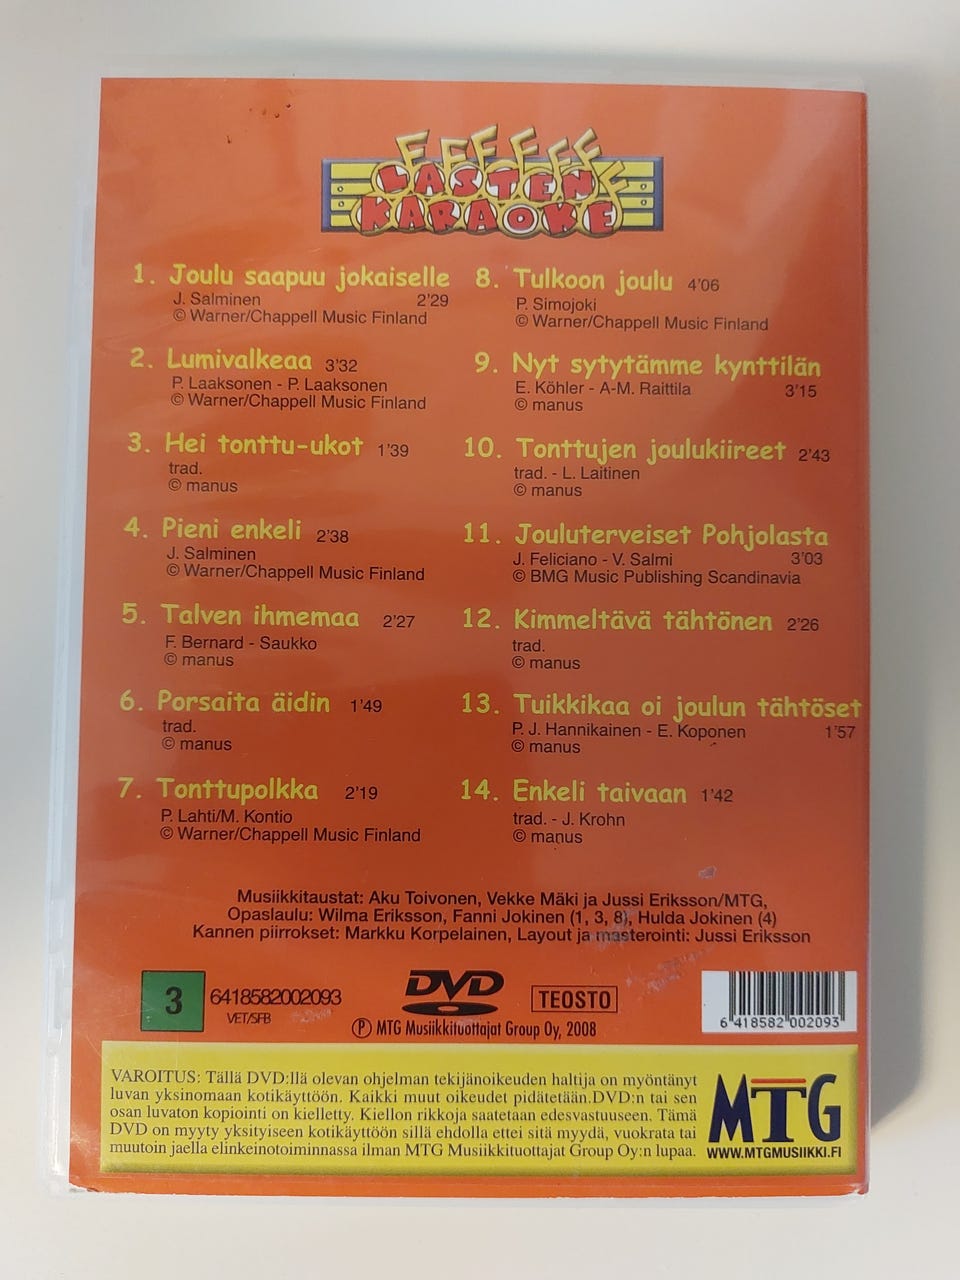 LASTEN
KARAOKE
1. Joulu saapuu jokaiselle
J. Salminen 2'29
© Warner/Chappell Music Finland
2. Lumivalkeaa 3'32
P. Laaksonen - P. Laaksonen
© Warner/Chappell Music Finland
3. Hei tonttu-ukot 1'39
trad.
© manus
4. Pieni enkeli 2'38
J. Salminen
© Warner/Chappell Music Finland
5. Talven ihmemaa 2'27
F. Bernard - Saukko
© manus
6. Porsaita äidin 1'49
trad.
© manus
7. Tonttupolkka 2'19
P. Lahti/M. Kontio
© Warner/Chappell Music Finland
8. Tulkoon joulu 4'06
P. Simojoki
© Warner/Chappell Music Finland
9. Nyt sytytämme kynttilän
E. Köhler - A-M. Raittila 3'15
© manus
10. Tonttujen joulukiireet 2'43
trad. - L. Laitinen
© manus
11. Jouluterveiset Pohjolasta
J. Feliciano - V. Salmi 3'03
© BMG Music Publishing Scandinavia
12. Kimmeltävä tähtönen 2'26
trad.
© manus
13. Tuikkikaa oi joulun tähtöset
P. J. Hannikainen - E. Koponen 1'57
© manus
14. Enkeli taivaan 1'42
trad. - J. Krohn
© manus
Musiikkitaustat: Aku Toivonen, Vekke Mäki ja Jussi Eriksson/MTG,
Opaslaulu: Wilma Eriksson, Fanni Jokinen (1, 3, 8), Hulda Jokinen (4)
Kannen piirrokset: Markku Korpelainen, Layout ja masterointi: Jussi Eriksson
3
6418582002093
VET/SFB
DVD
TEOSTO
Ⓟ MTG Musiikkituottajat Group Oy, 2008
6 418582 002093
VAROITUS: Tällä DVD:llä olevan ohjelman tekijänoikeuden haltija on myöntänyt
luvan yksinomaan kotikäyttöön. Kaikki muut oikeudet pidätetään.DVD:n tai sen
osan luvaton kopiointi on kielletty. Kiellon rikkoja saatetaan edesvastuuseen. Tämä
DVD on myyty yksityiseen kotikäyttöön sillä ehdolla ettei sitä myydä, vuokrata tai
muutoin jaella elinkeinotoiminnassa ilman MTG Musiikkituottajat Group Oy:n lupaa.
MTG
WWW.MTGMUSIIKKI.FI